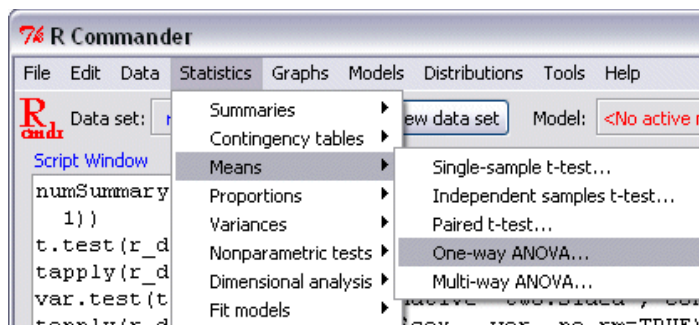 R Commander
File Edit Data Statistics Graphs Models Distributions Tools Help
Rcmdr Data set: ew data set Model: <No active
Script Window
numSummary
1))
t.test(r_d
tapply(r_d
var.test(t
Summaries
Contingency tables
Means
Proportions
Variances
Nonparametric tests
Dimensional analysis
Fit models
Single-sample t-test...
Independent samples t-test...
Paired t-test...
One-way ANOVA...
Multi-way ANOVA...